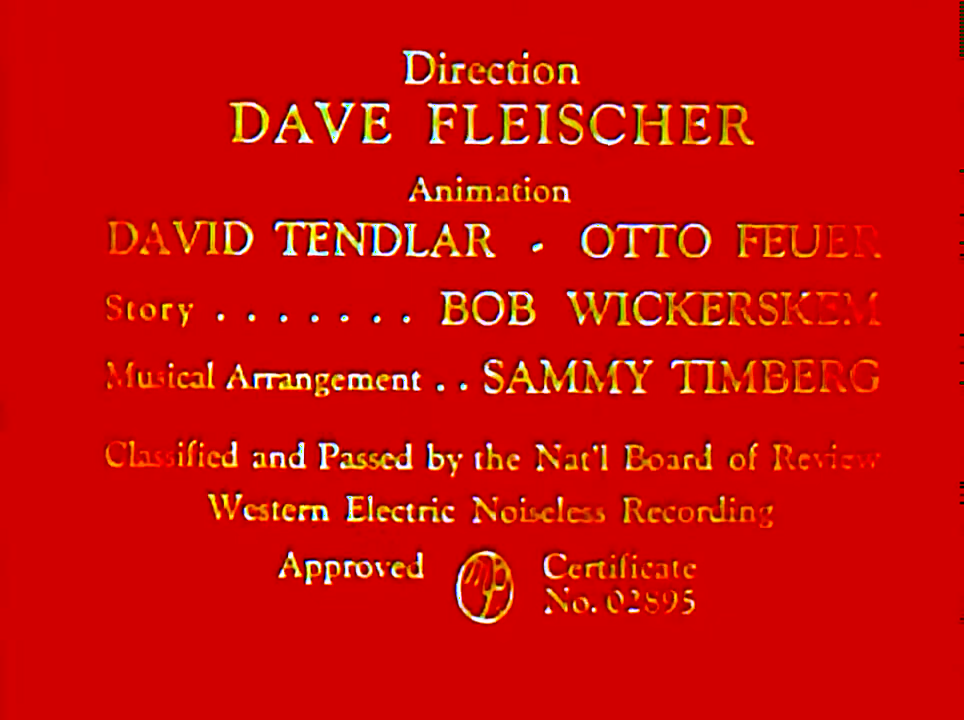 Direction
DAVE FLEISCHER
Animation
DAVID TENDLAR - OTTO FEUER
Story . . . . . . . BOB WICKERSKEM
Musical Arrangement . . SAMMY TIMBERG
Classified and Passed by the Nat'l Board of Review
Western Electric Noiseless Recording
Approved Certificate
No. 02895